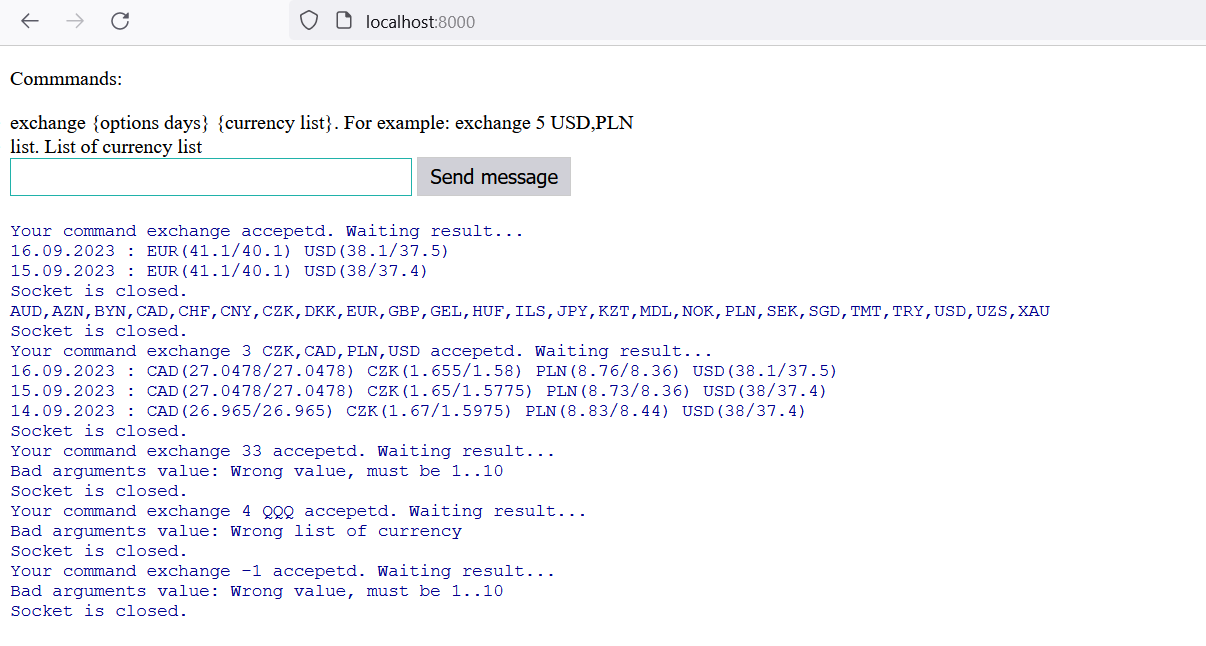 localhost:8000
Commmands:
exchange {options days} {currency list}. For example: exchange 5 USD,PLN
list. List of currency list
Send message
Your command exchange accepetd. Waiting result...
16.09.2023 : EUR(41.1/40.1) USD(38.1/37.5)
15.09.2023 : EUR(41.1/40.1) USD(38/37.4)
Socket is closed.
AUD,AZN,BYN,CAD,CHF,CNY,CZK,DKK,EUR,GBP,GEL,HUF,ILS,JPY,KZT,MDL,NOK,PLN,SEK,SGD,TMT,TRY,USD,UZS,XAU
Socket is closed.
Your command exchange 3 CZK,CAD,PLN,USD accepetd. Waiting result...
16.09.2023 : CAD(27.0478/27.0478) CZK(1.655/1.58) PLN(8.76/8.36) USD(38.1/37.5)
15.09.2023 : CAD(27.0478/27.0478) CZK(1.65/1.5775) PLN(8.73/8.36) USD(38/37.4)
14.09.2023 : CAD(26.965/26.965) CZK(1.67/1.5975) PLN(8.83/8.44) USD(38/37.4)
Socket is closed.
Your command exchange 33 accepetd. Waiting result...
Bad arguments value: Wrong value, must be 1..10
Socket is closed.
Your command exchange 4 QQQ accepetd. Waiting result...
Bad arguments value: Wrong list of currency
Socket is closed.
Your command exchange -1 accepetd. Waiting result...
Bad arguments value: Wrong value, must be 1..10
Socket is closed.